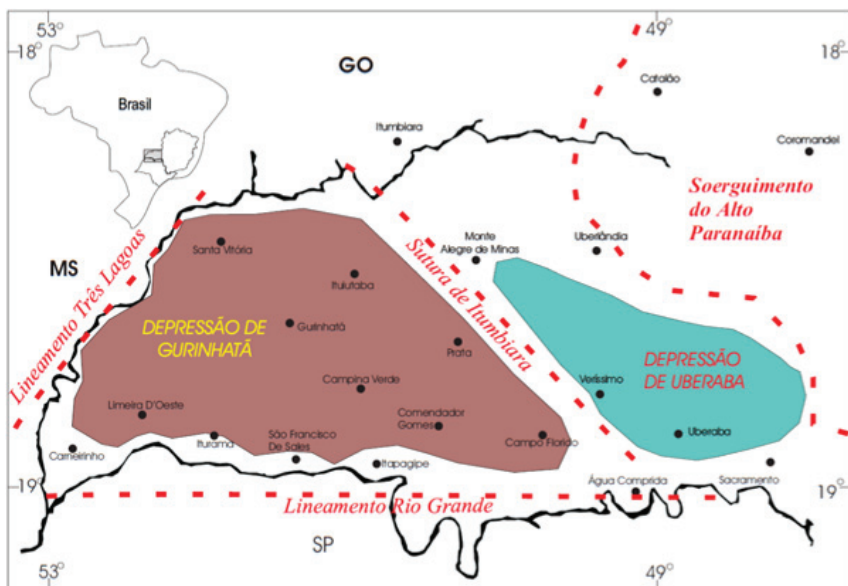 53°
49°
18°
18°
GO
Catalão
Brasil
Itumbiara
Coromandel
Soerguimento
do Alto
Paranaíba
Monte
Alegre de Minas
Uberlândia
Santa Vitória
MS
Ituiutaba
Sutura de Itumbiara
Lineamento Três Lagoas
DEPRESSÃO DE
GURINHATÃ
Gurinhatã
Prata
DEPRESSÃO
DE UBERABA
Campina Verde
Veríssimo
Limeira D'Oeste
Comendador
Gomes
Iturama
São Francisco
De Sales
Campo Florido
Uberaba
Carneirinho
Itapagipe
Água Comprida
Sacramento
19°
19°
Lineamento Rio Grande
SP
53°
49°